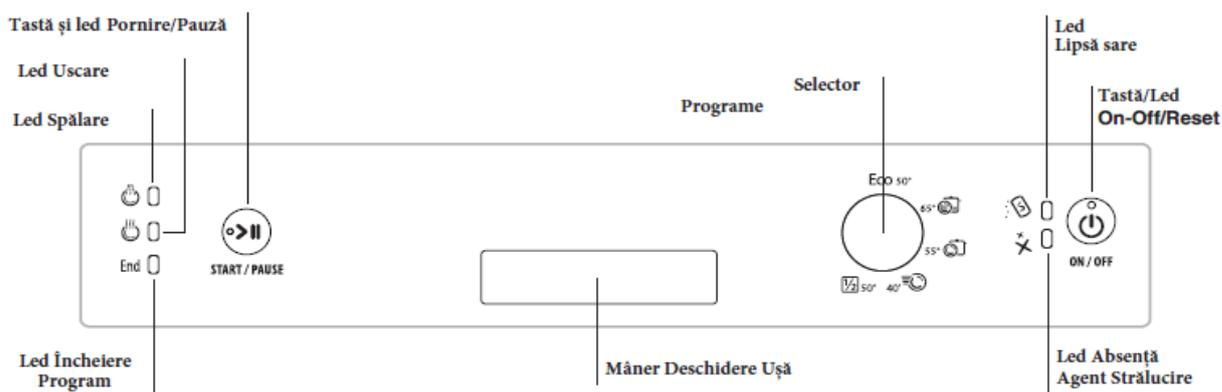 Tastă și led Pornire/Pauză
Led Uscare
Led Spălare
Selector
Programe
Led
Lipsă sare
Tastă/Led
On-Off/Reset
End
START / PAUSE
Eco 50°
65°
55°
40'
1/2 50°
S
ON / OFF
Led Încheiere
Program
Mâner Deschidere Ușă
Led Absență
Agent Strălucire